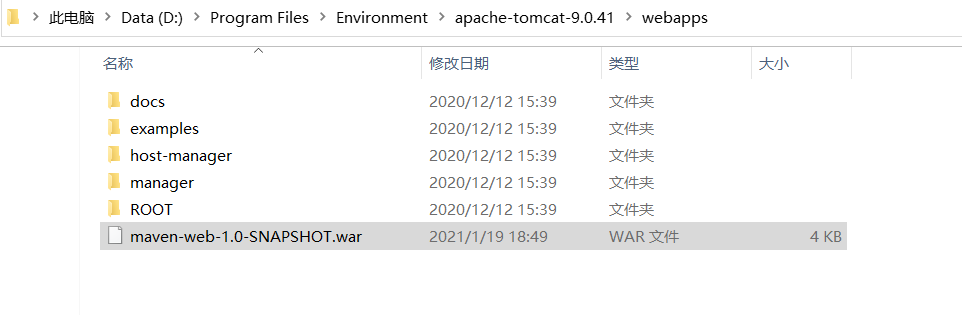 此电脑 > Data (D:) > Program Files > Environment > apache-tomcat-9.0.41 > webapps
名称 修改日期 类型 大小
docs 2020/12/12 15:39 文件夹
examples 2020/12/12 15:39 文件夹
host-manager 2020/12/12 15:39 文件夹
manager 2020/12/12 15:39 文件夹
ROOT 2020/12/12 15:39 文件夹
maven-web-1.0-SNAPSHOT.war 2021/1/19 18:49 WAR 文件 4 KB